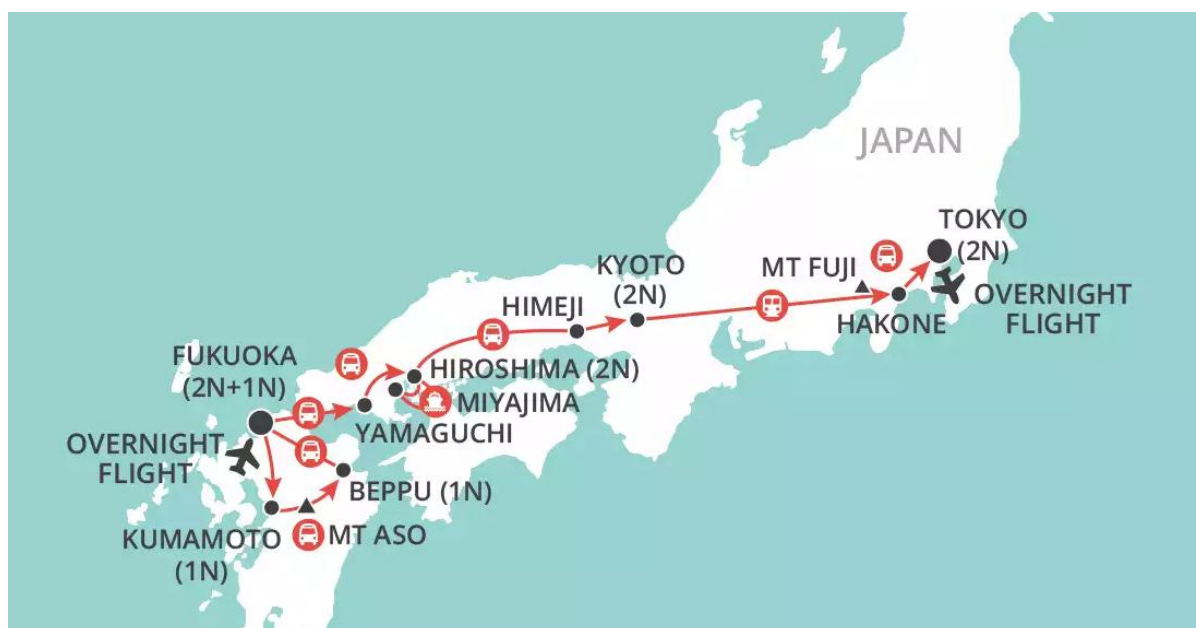 JAPAN
TOKYO
(2N)
OVERNIGHT
FLIGHT
MT FUJI
HAKONE
KYOTO
(2N)
HIMEJI
HIROSHIMA (2N)
MIYAJIMA
YAMAGUCHI
FUKUOKA
(2N+1N)
OVERNIGHT
FLIGHT
BEPPU (1N)
MT ASO
KUMAMOTO
(1N)